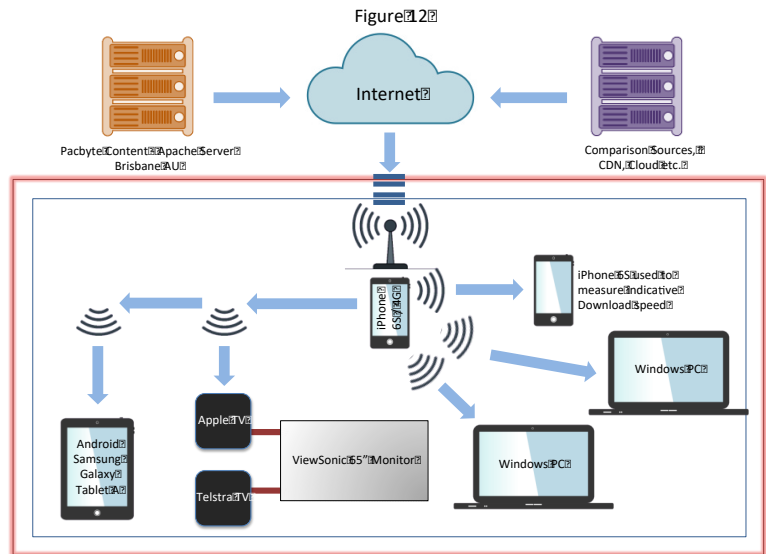 Figure 12
Internet
Pacbyte Content Apache Server
Brisbane AU
Comparison Sources,
CDN, Cloud etc.
iPhone
6S 4G
iPhone 6S used to
measure Indicative
Download speed
Windows PC
Apple TV
Android
Samsung
Galaxy
Tablet A
ViewSonic 65” Monitor
Windows PC
Telstra TV